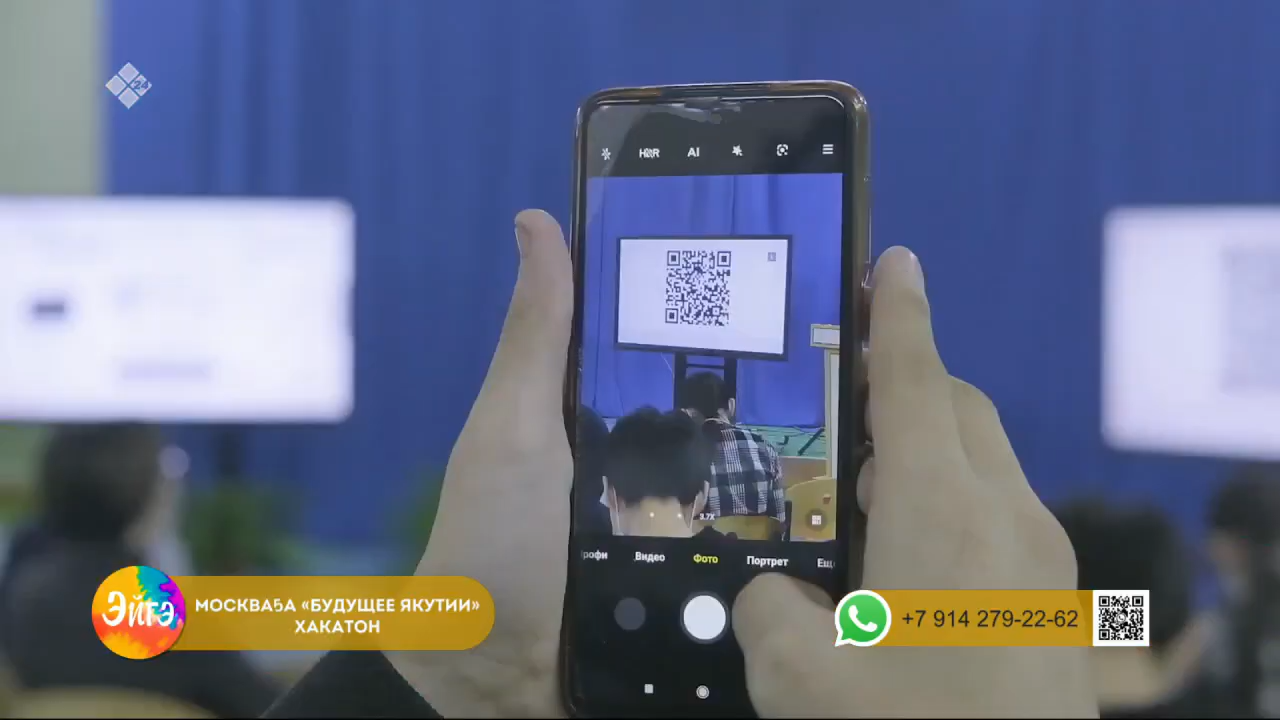 24
HDR
AI
3.7X
рофи Видео Фото Портрет Ещ
Эйгэ
МОСКВАҔА «БУДУЩЕЕ ЯКУТИИ»
ХАКАТОН
+7 914 279-22-62